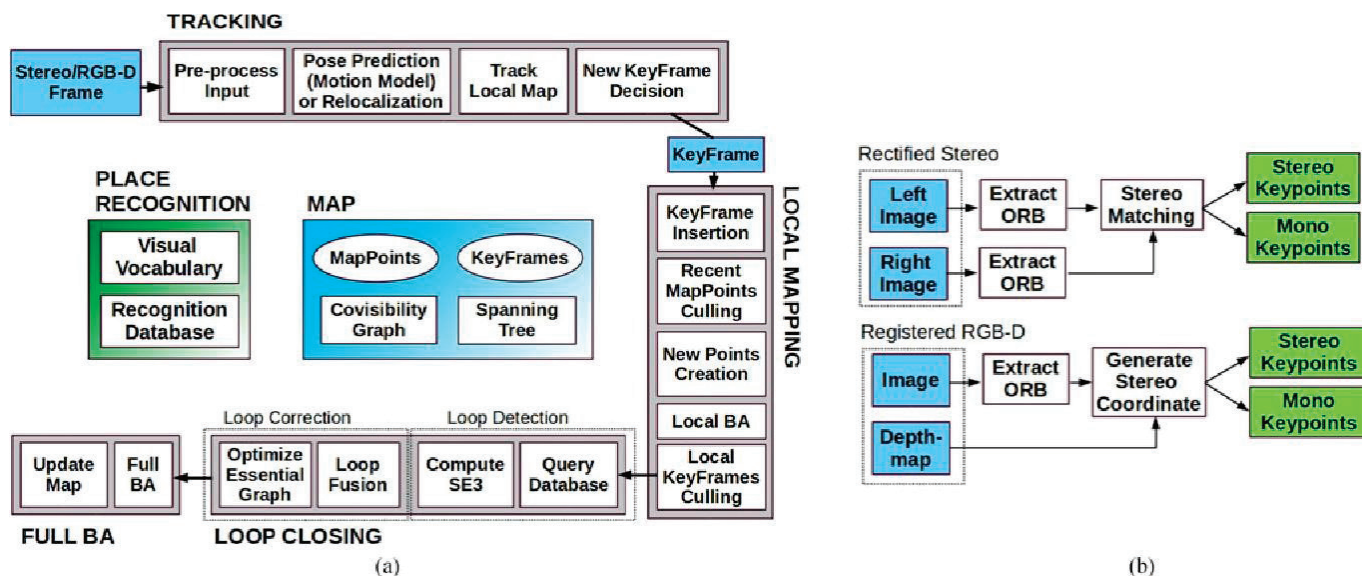 TRACKING
Stereo/RGB-D
Frame
Pre-process
Input
Pose Prediction
(Motion Model)
or Relocalization
Track
Local Map
New KeyFrame
Decision
KeyFrame
PLACE
RECOGNITION
Visual
Vocabulary
Recognition
Database
MAP
MapPoints
KeyFrames
Covisibility
Graph
Spanning
Tree
LOCAL MAPPING
KeyFrame
Insertion
Recent
MapPoints
Culling
New Points
Creation
Local BA
Local
KeyFrames
Culling
Loop Correction
Loop Detection
Update
Map
Full
BA
Optimize
Essential
Graph
Loop
Fusion
Compute
SE3
Query
Database
FULL BA
LOOP CLOSING
(a)
Rectified Stereo
Left
Image
Extract
ORB
Stereo
Matching
Stereo
Keypoints
Mono
Keypoints
Right
Image
Extract
ORB
Registered RGB-D
Image
Extract
ORB
Generate
Stereo
Coordinate
Stereo
Keypoints
Mono
Keypoints
Depth-
map
(b)